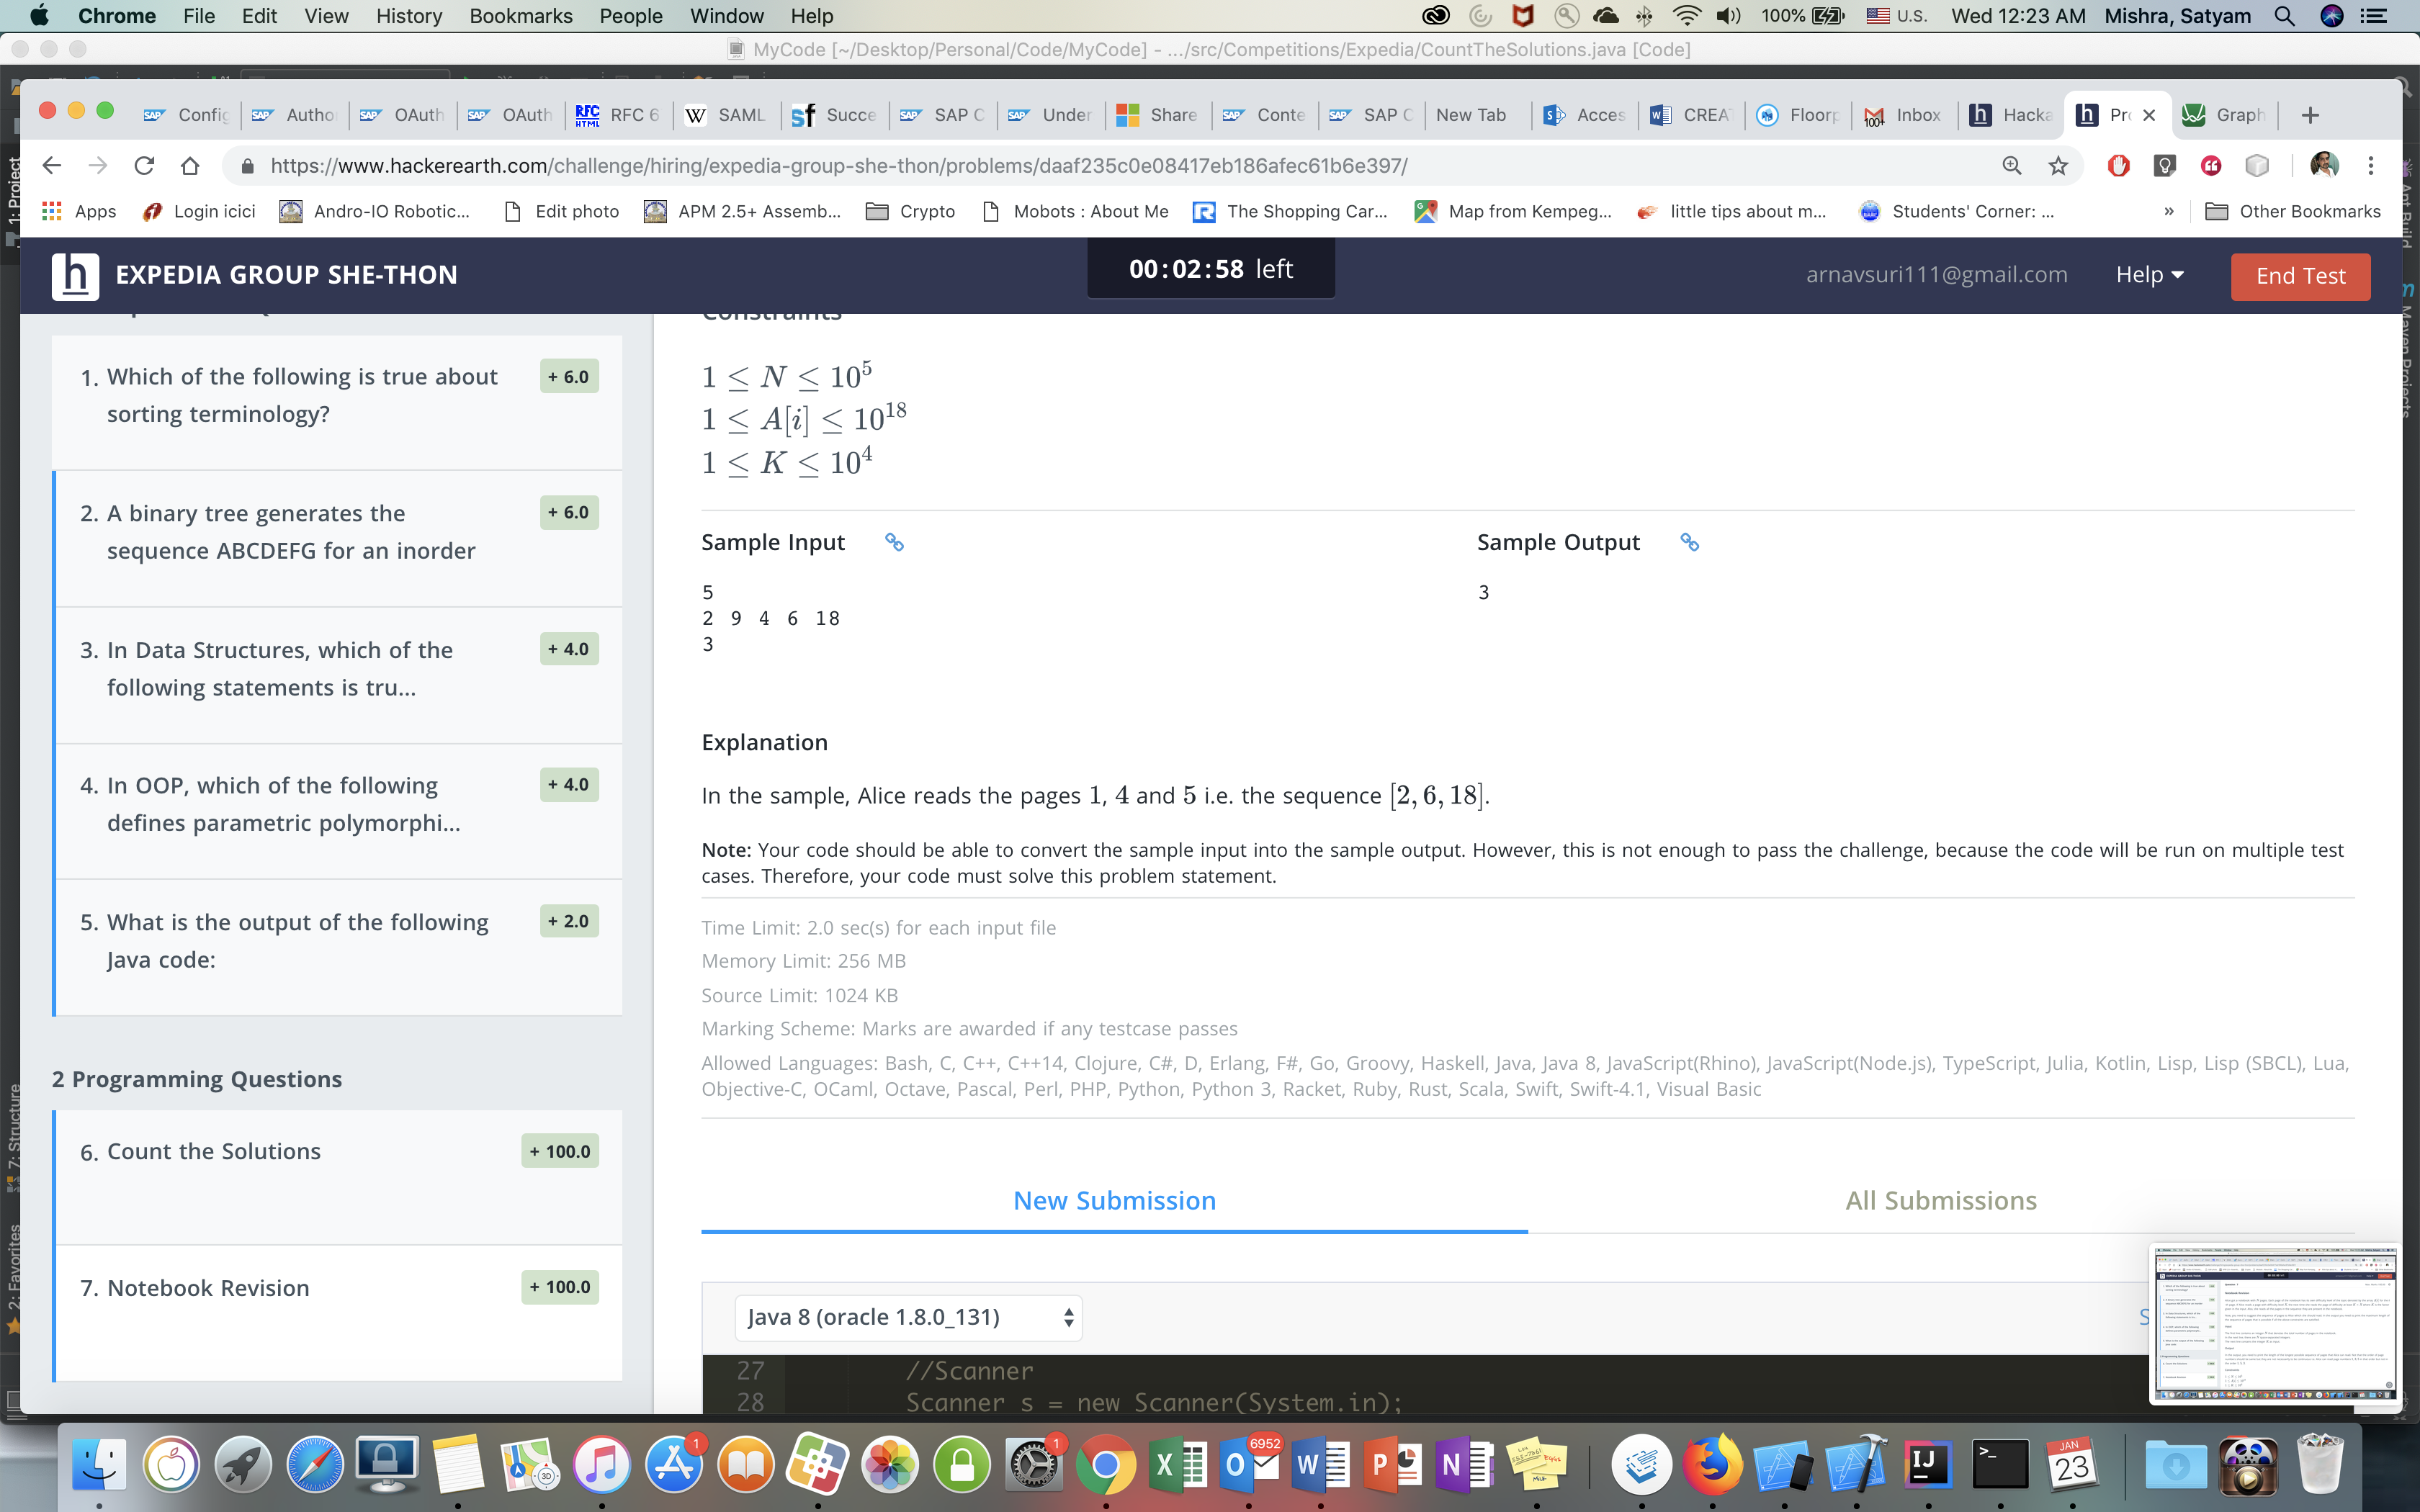 Chrome File Edit View History Bookmarks People Window Help 100% U.S. Wed 12:23 AM Mishra, Satyam
MyCode [~/Desktop/Personal/Code/MyCode] - .../src/Competitions/Expedia/CountTheSolutions.java [Code]
Config Autho OAuth OAuth RFC 6 SAML Succe SAP C Under Share Conte SAP C New Tab Acces CREA Floorp Inbox Hacka Pr Graph
https://www.hackerearth.com/challenge/hiring/expedia-group-she-thon/problems/daaf235c0e08417eb186afec61b6e397/
Apps Login icici Andro-IO Robotic... Edit photo APM 2.5+ Assemb... Crypto Mobots : About Me The Shopping Car... Map from Kempeg... little tips about m... Students' Corner: ... » Other Bookmarks
EXPEDIA GROUP SHE-THON
00:02:58 left
arnavsuri111@gmail.com Help End Test
1. Which of the following is true about
sorting terminology?
+ 6.0
2. A binary tree generates the
sequence ABCDEFG for an inorder
+ 6.0
3. In Data Structures, which of the
following statements is tru...
+ 4.0
4. In OOP, which of the following
defines parametric polymorphi...
+ 4.0
5. What is the output of the following
Java code:
+ 2.0
2 Programming Questions
6. Count the Solutions
+ 100.0
7. Notebook Revision
+ 100.0
Constraints
1 ≤ N ≤ 10^5
1 ≤ A[i] ≤ 10^18
1 ≤ K ≤ 10^4
Sample Input
5
2 9 4 6 18
3
Sample Output
3
Explanation
In the sample, Alice reads the pages 1, 4 and 5 i.e. the sequence [2, 6, 18].
Note: Your code should be able to convert the sample input into the sample output. However, this is not enough to pass the challenge, because the code will be run on multiple test
cases. Therefore, your code must solve this problem statement.
Time Limit: 2.0 sec(s) for each input file
Memory Limit: 256 MB
Source Limit: 1024 KB
Marking Scheme: Marks are awarded if any testcase passes
Allowed Languages: Bash, C, C++, C++14, Clojure, C#, D, Erlang, F#, Go, Groovy, Haskell, Java, Java 8, JavaScript(Rhino), JavaScript(Node.js), TypeScript, Julia, Kotlin, Lisp, Lisp (SBCL), Lua,
Objective-C, OCaml, Octave, Pascal, Perl, PHP, Python, Python 3, Racket, Ruby, Rust, Scala, Swift, Swift-4.1, Visual Basic
New Submission
All Submissions
Java 8 (oracle 1.8.0_131)
27 //Scanner
28 Scanner s = new Scanner(System.in);
1: Project
7: Structure
2: Favorites
Ant Build
Maven Projects
1 1 6952 JAN 23